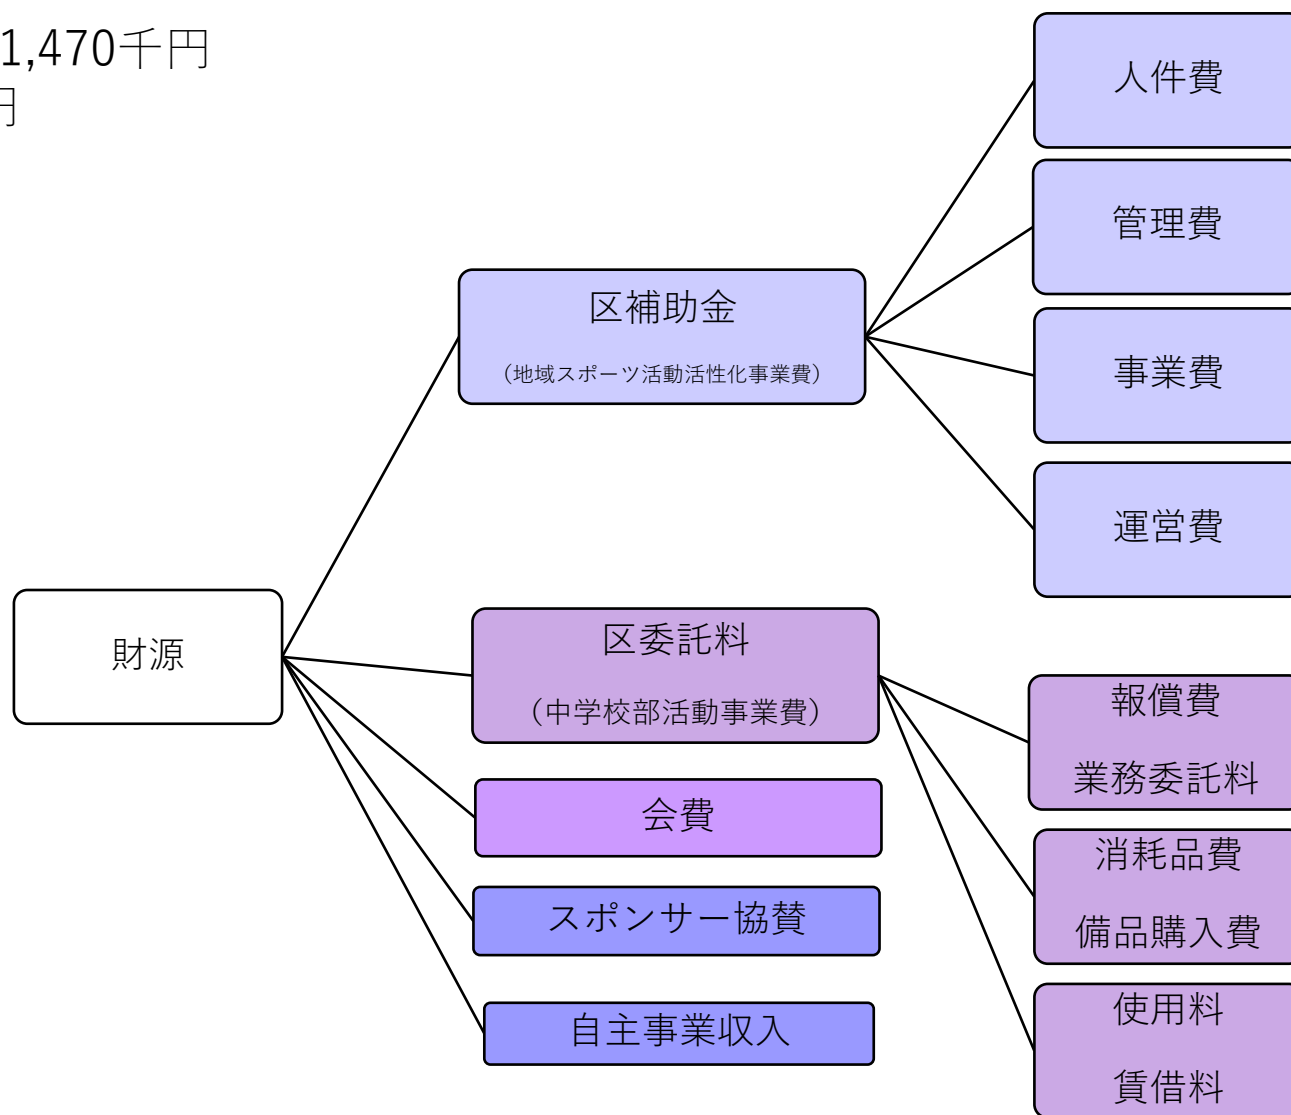 1,470千円
円
人件費
管理費
区補助金
（地域スポーツ活動活性化事業費）
事業費
運営費
財源
区委託料
（中学校部活動事業費）
報償費
業務委託料
会費
消耗品費
備品購入費
スポンサー協賛
自主事業収入
使用料
賃借料